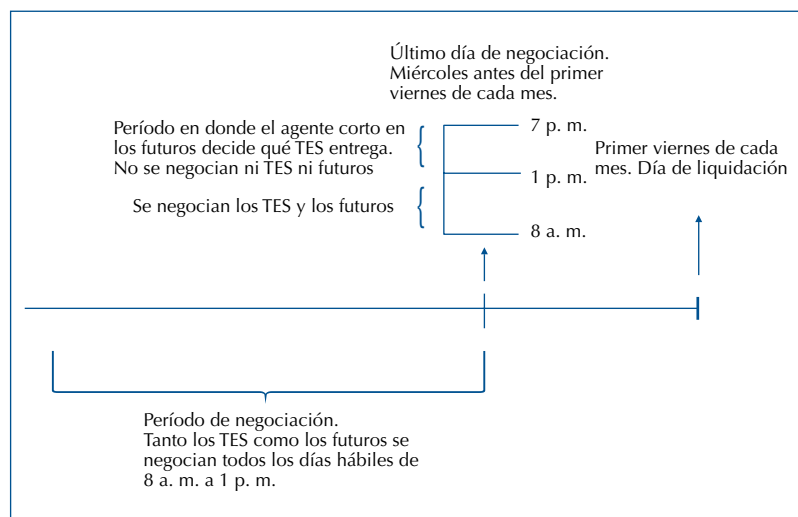 Último día de negociación.
Miércoles antes del primer
viernes de cada mes.
Período en donde el agente corto en
los futuros decide qué TES entrega.
No se negocian ni TES ni futuros
7 p. m.
Primer viernes de cada
mes. Día de liquidación
1 p. m.
Se negocian los TES y los futuros
8 a. m.
Período de negociación.
Tanto los TES como los futuros se
negocian todos los días hábiles de
8 a. m. a 1 p. m.